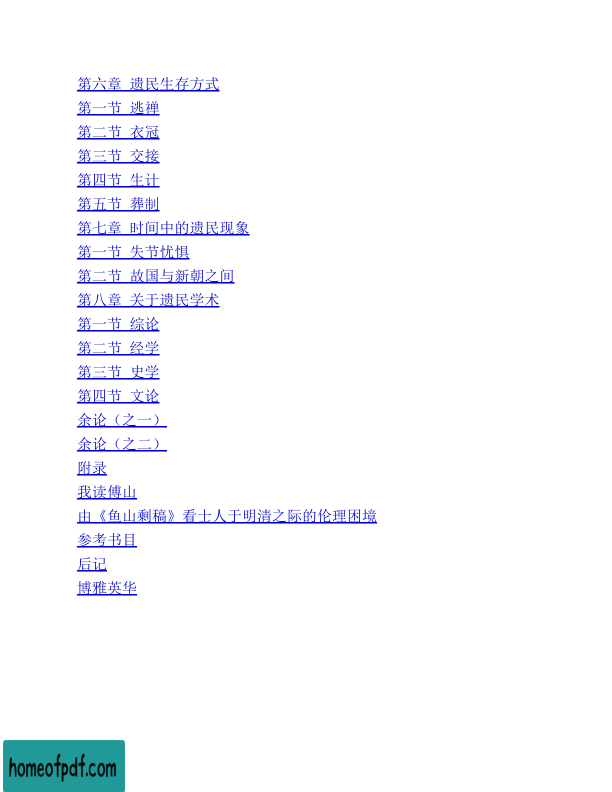 第六章 遗民生存方式
第一节 逃禅
第二节 衣冠
第三节 交接
第四节 生计
第五节 葬制
第七章 时间中的遗民现象
第一节 失节忧惧
第二节 故国与新朝之间
第八章 关于遗民学术
第一节 综论
第二节 经学
第三节 史学
第四节 文论
余论（之一）
余论（之二）
附录
我读傅山
由《鱼山剩稿》看士人于明清之际的伦理困境
参考书目
后记
博雅英华
homeofpdf.com